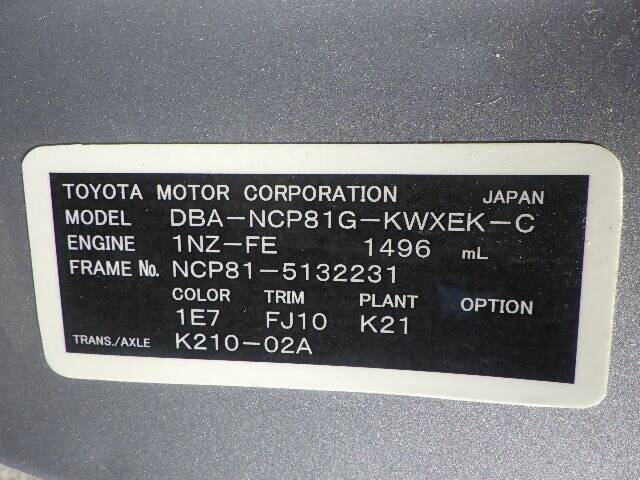 TOYOTA MOTOR CORPORATION JAPAN
MODEL DBA-NCP81G-KWXEK-C
ENGINE 1NZ-FE 1496 mL
FRAME No. NCP81-5132231
COLOR TRIM PLANT OPTION
1E7 FJ10 K21
TRANS./AXLE K210-02A